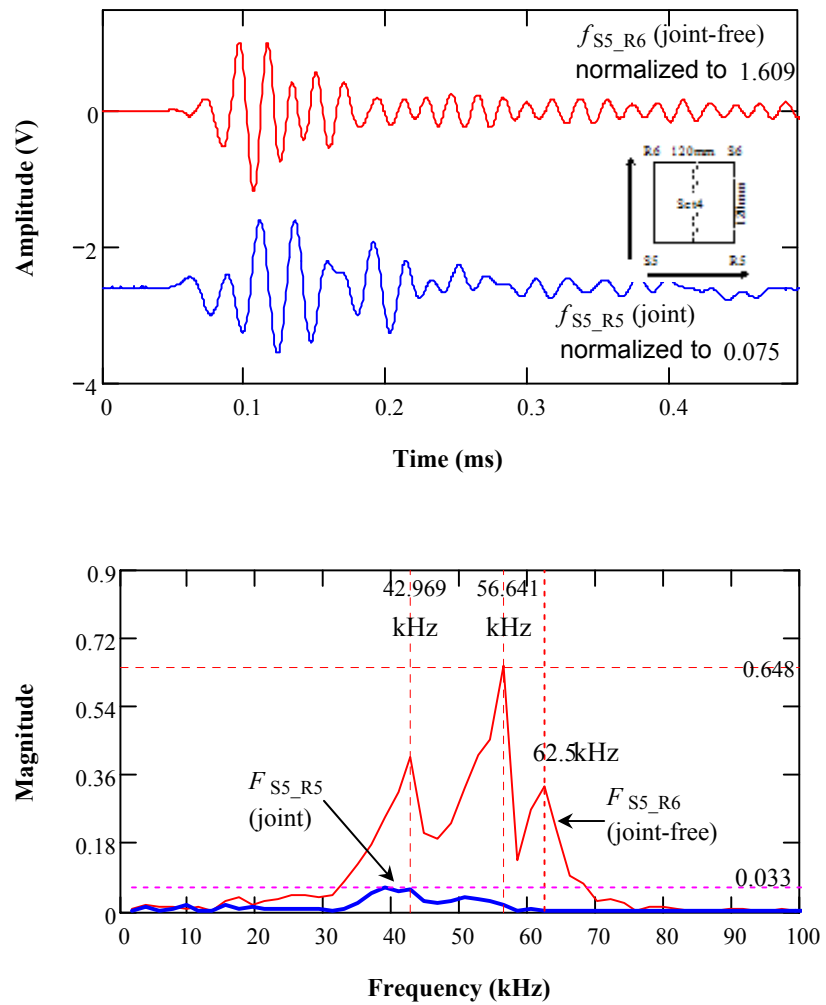 f S5_R6 (joint-free)
normalized to 1.609
0
Amplitude (V)
R6 120mm S6
Set4
120mm
S5 R5
−2
f S5_R5 (joint)
normalized to 0.075
−4
0 0.1 0.2 0.3 0.4
Time (ms)
0.9
42.969 56.641
kHz kHz
0.72
0.648
0.54
Magnitude
62.5kHz
0.36
F S5_R5
(joint)
F S5_R6
(joint-free)
0.18
0.033
0
0 10 20 30 40 50 60 70 80 90 100
Frequency (kHz)